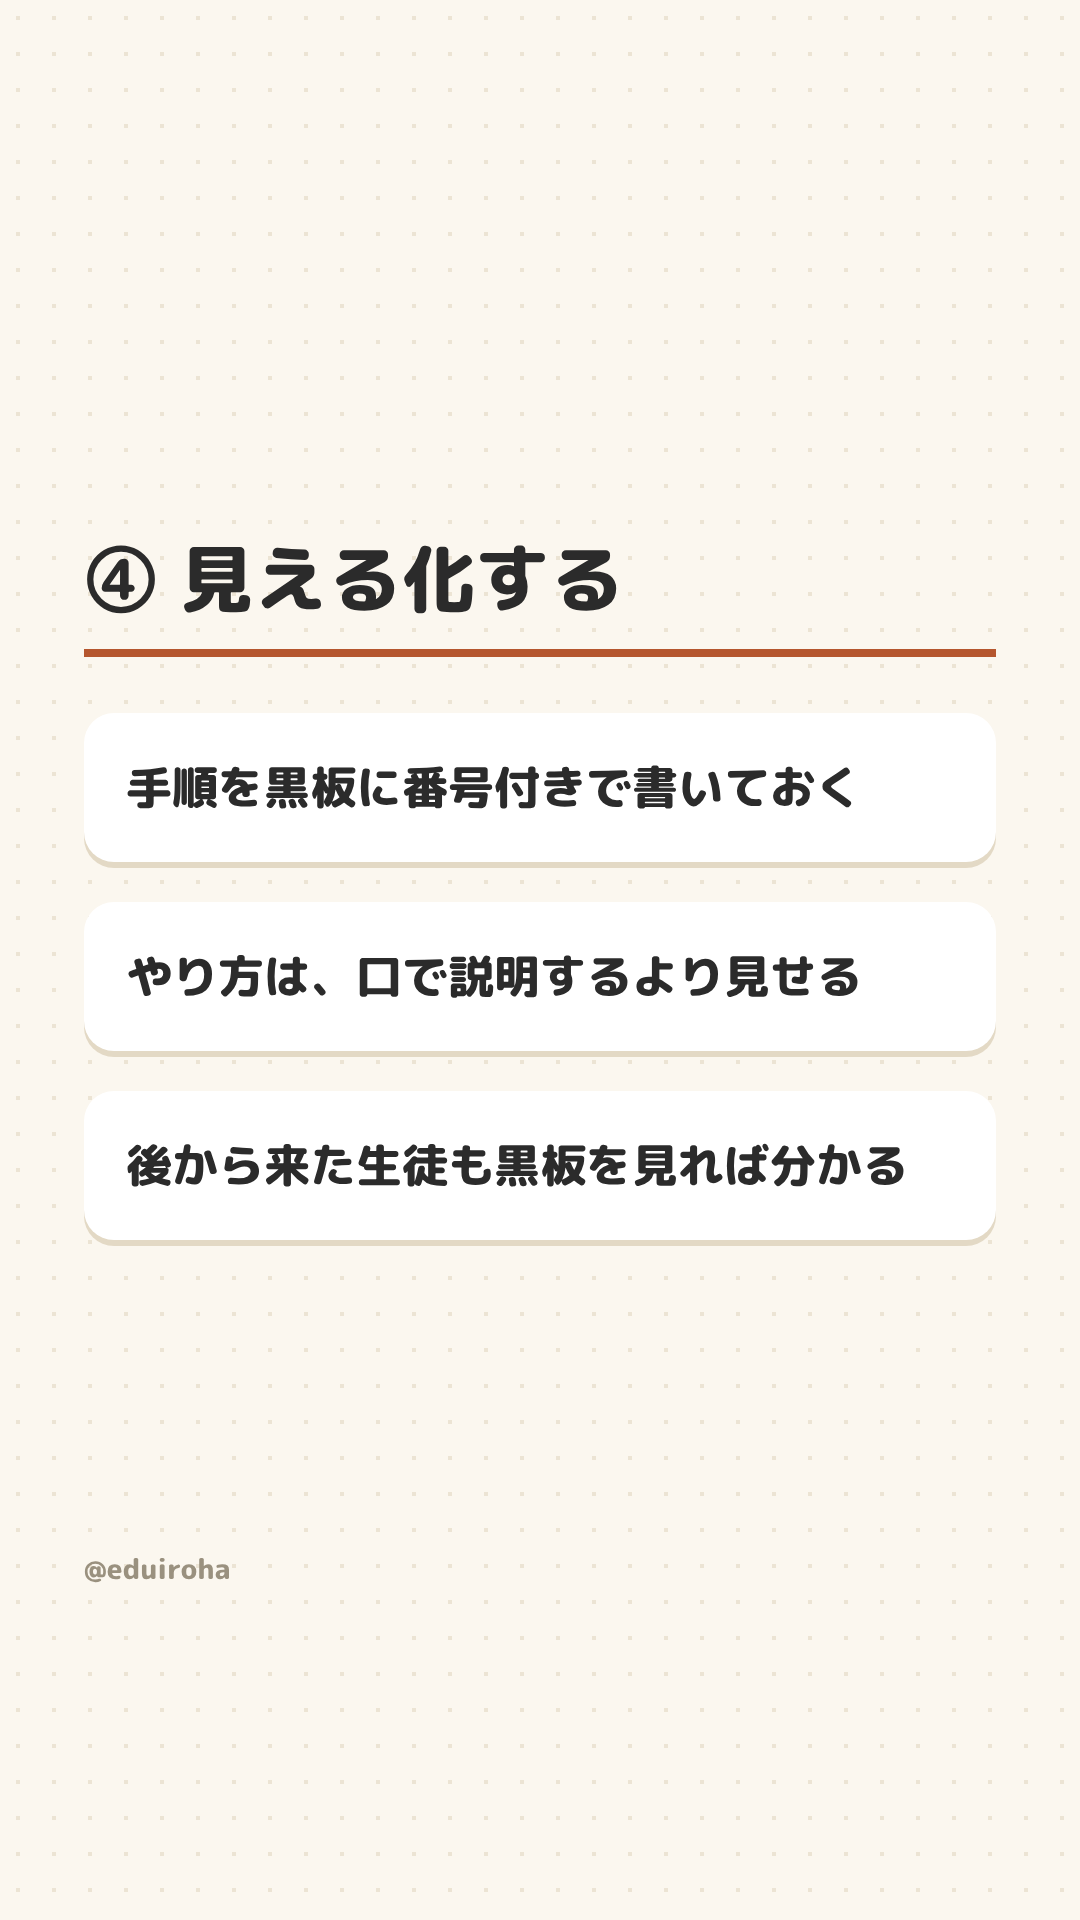 ④ 見える化する
手順を黒板に番号付きで書いておく
やり方は、口で説明するより見せる
後から来た生徒も黒板を見れば分かる
@eduiroha